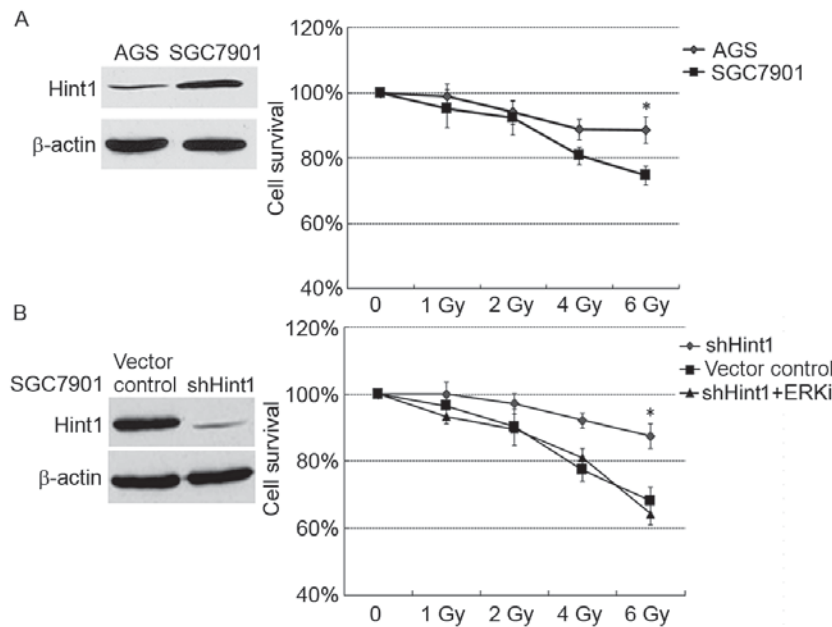 A
AGS SGC7901
Hint1
β-actin
Cell survival
120%
100%
80%
60%
40%
0 1 Gy 2 Gy 4 Gy 6 Gy
*
AGS
SGC7901
B
SGC7901
Vector
control shHint1
Hint1
β-actin
Cell survival
120%
100%
80%
60%
40%
0 1 Gy 2 Gy 4 Gy 6 Gy
*
shHint1
Vector control
shHint1+ERKi